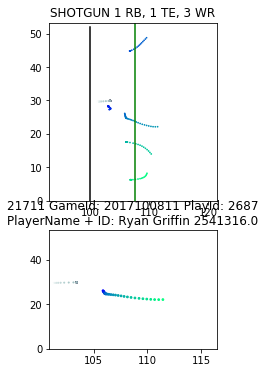 SHOTGUN 1 RB, 1 TE, 3 WR
50
40
30
20
10
0
100 110 120
21711 GameId: 2017100811 PlayId: 2687
PlayerName + ID: Ryan Griffin 2541316.0
40
20
0
105 110 115